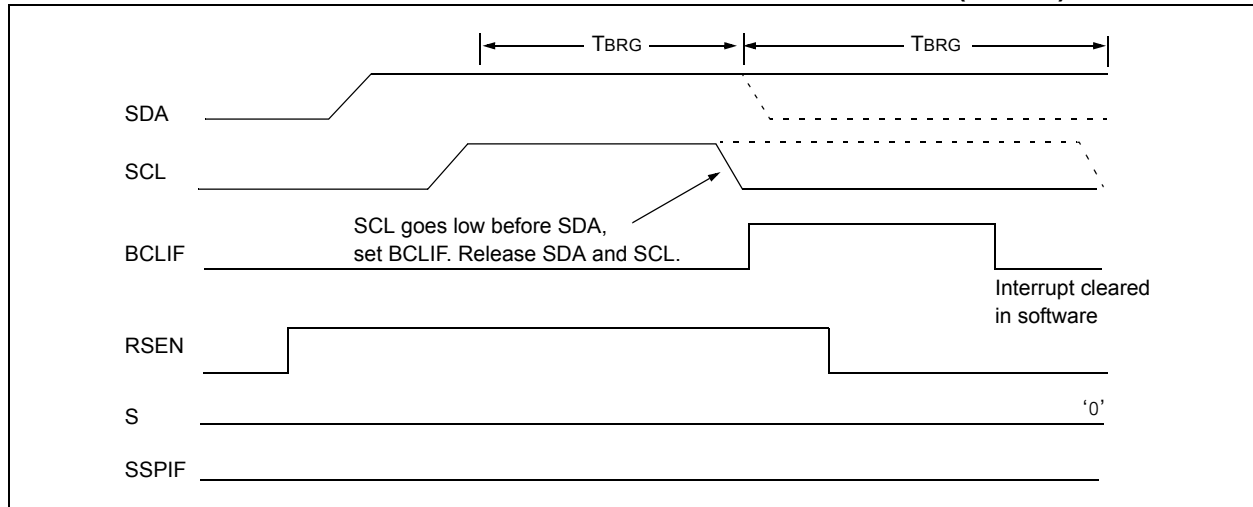 TBRG TBRG
SDA
SCL
SCL goes low before SDA,
set BCLIF. Release SDA and SCL.
BCLIF
Interrupt cleared
in software
RSEN
S
‘0’
SSPIF